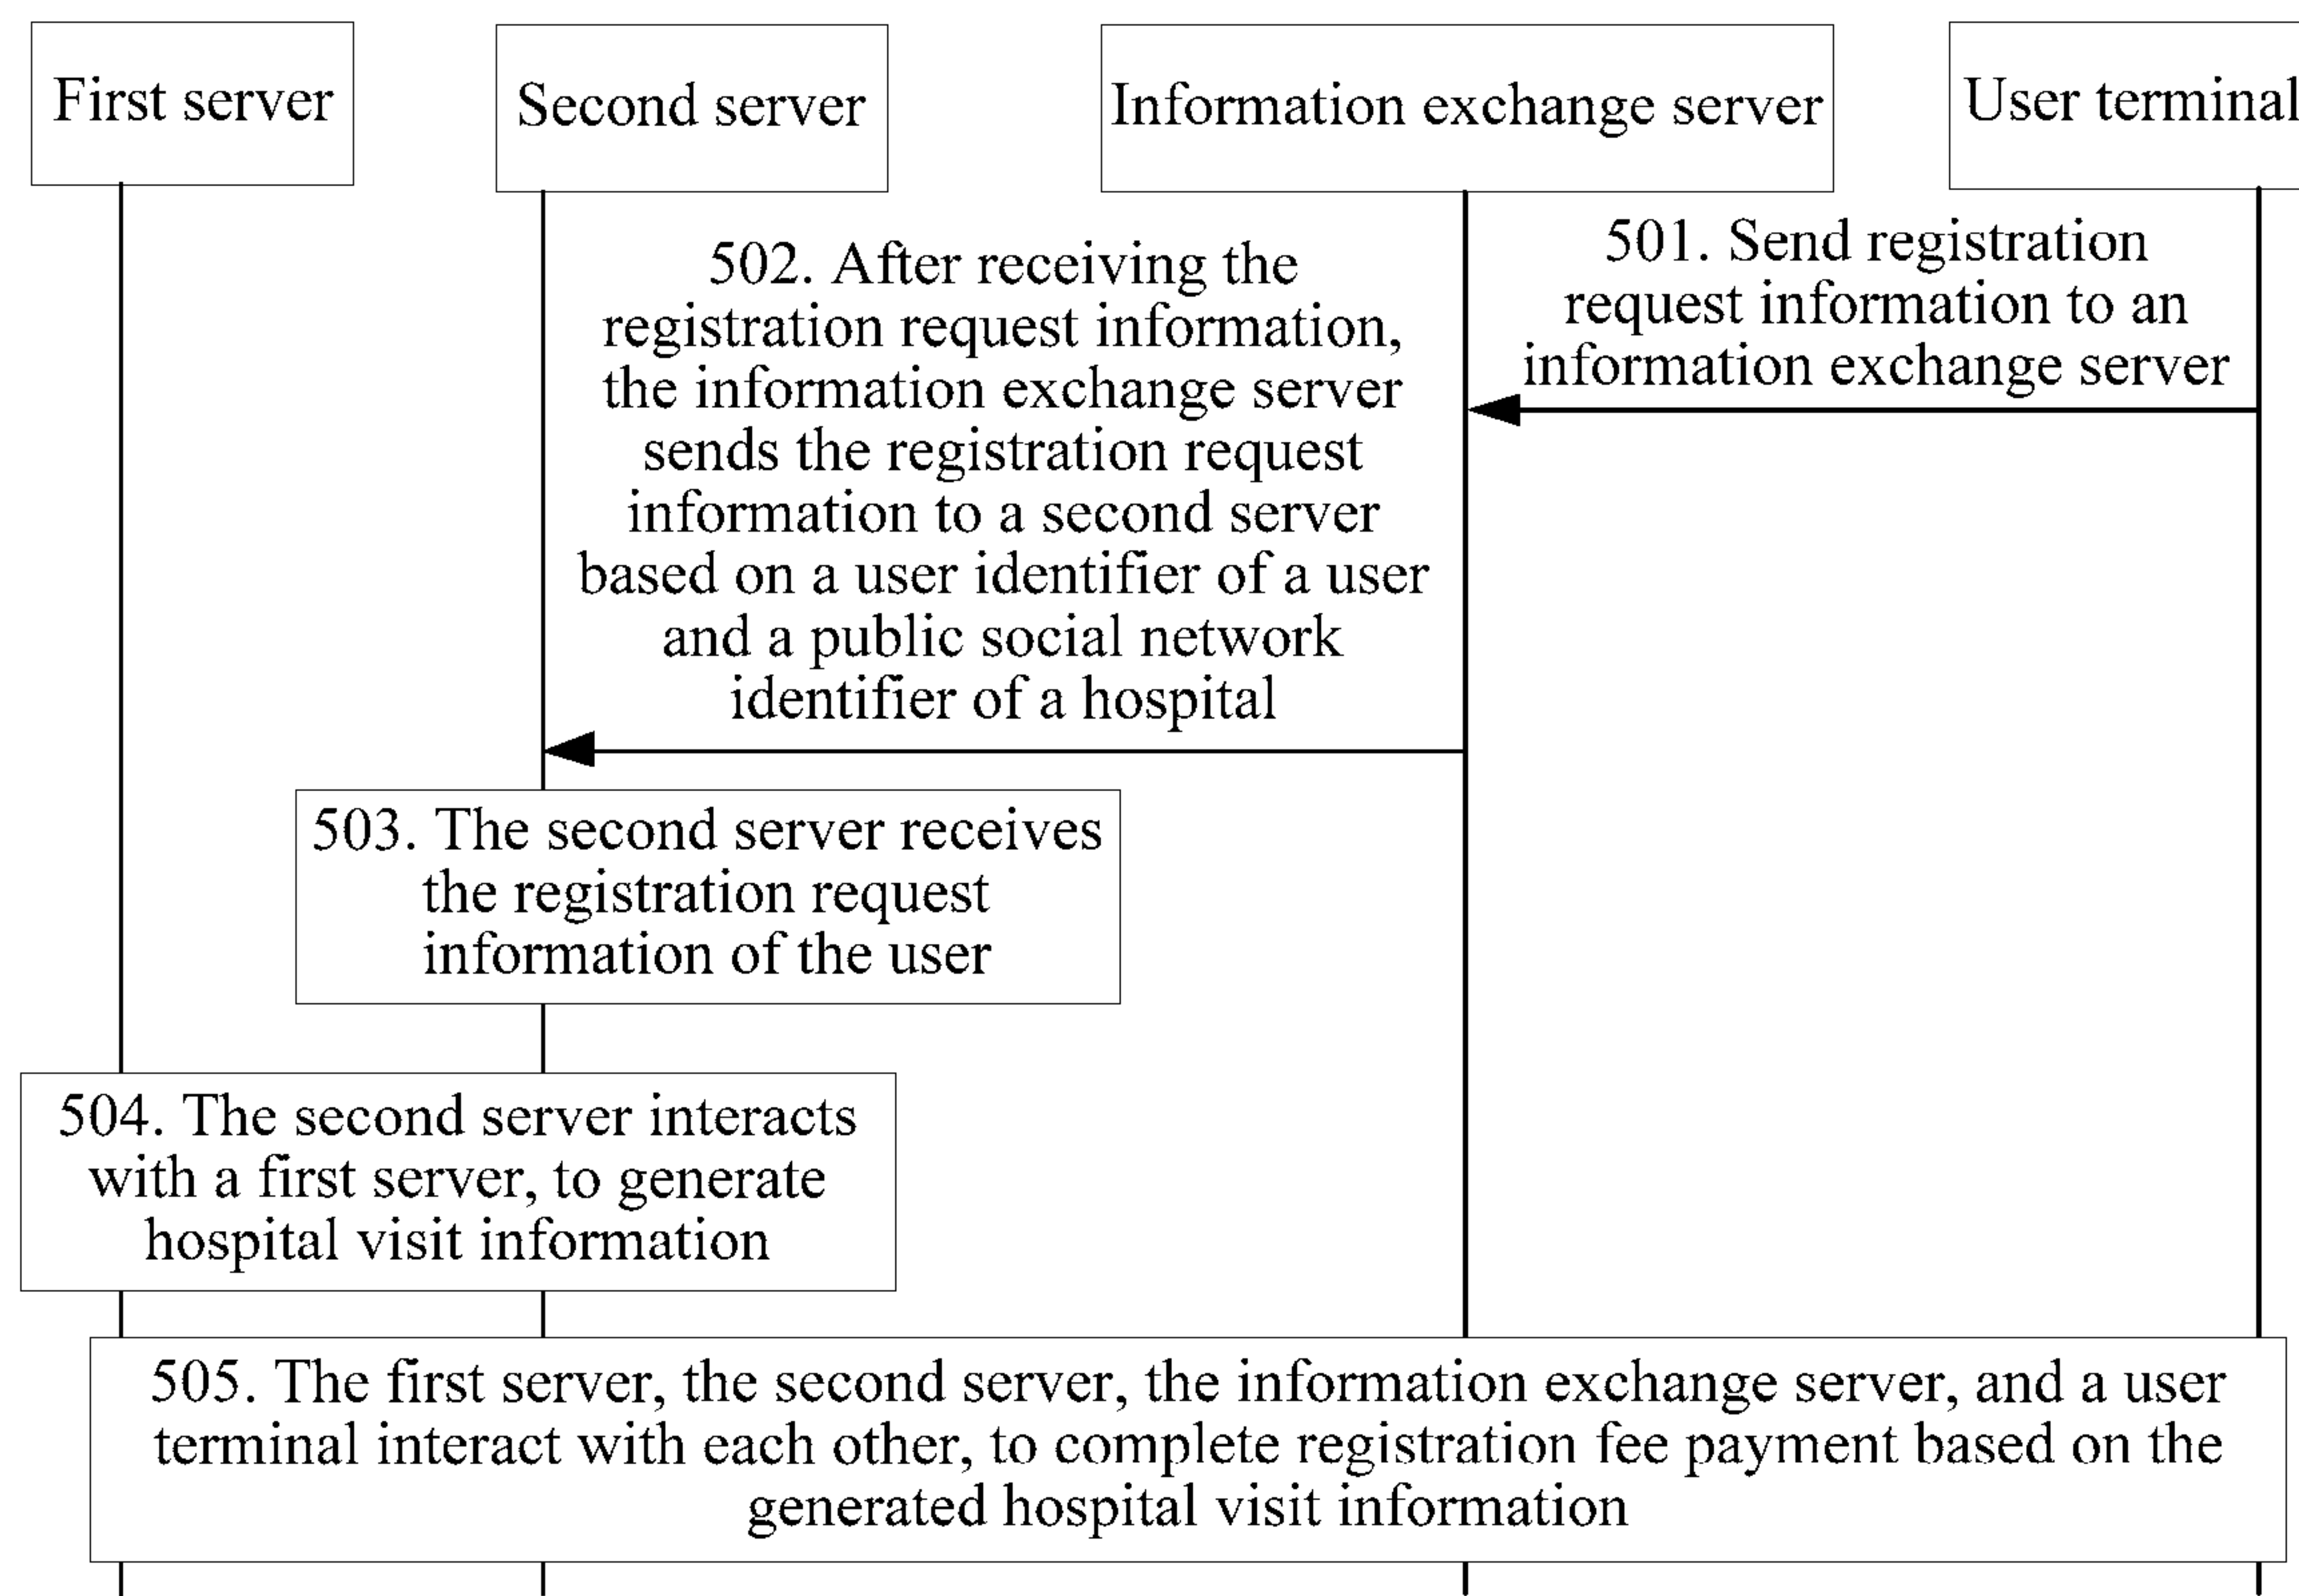 First server
Second server
Information exchange server
User terminal
501. Send registration
request information to an
information exchange server
502. After receiving the
registration request information,
the information exchange server
sends the registration request
information to a second server
based on a user identifier of a user
and a public social network
identifier of a hospital
503. The second server receives
the registration request
information of the user
504. The second server interacts
with a first server, to generate
hospital visit information
505. The first server, the second server, the information exchange server, and a user
terminal interact with each other, to complete registration fee payment based on the
generated hospital visit information